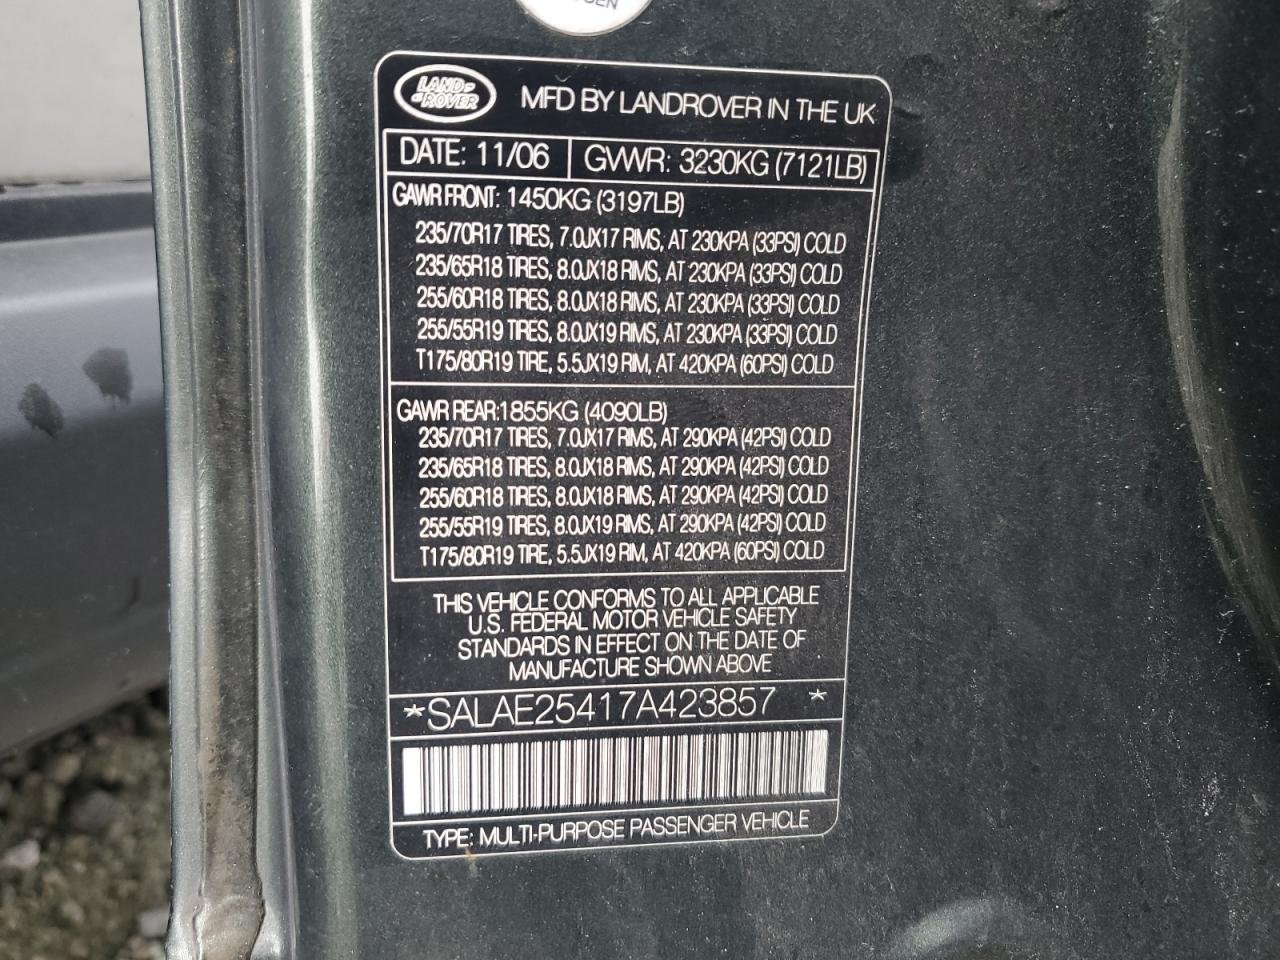 LAND
ROVER
MFD BY LANDROVER IN THE UK
DATE: 11/06 GVWR: 3230KG (7121LB)
GAWR FRONT: 1450KG (3197LB)
235/70R17 TIRES, 7.0JX17 RIMS, AT 230KPA (33PSI) COLD
235/65R18 TIRES, 8.0JX18 RIMS, AT 230KPA (33PSI) COLD
255/60R18 TIRES, 8.0JX18 RIMS, AT 230KPA (33PSI) COLD
255/55R19 TIRES, 8.0JX19 RIMS, AT 230KPA (33PSI) COLD
T175/80R19 TIRE, 5.5JX19 RIM, AT 420KPA (60PSI) COLD
GAWR REAR:1855KG (4090LB)
235/70R17 TIRES, 7.0JX17 RIMS, AT 290KPA (42PSI) COLD
235/65R18 TIRES, 8.0JX18 RIMS, AT 290KPA (42PSI) COLD
255/60R18 TIRES, 8.0JX18 RIMS, AT 290KPA (42PSI) COLD
255/55R19 TIRES, 8.0JX19 RIMS, AT 290KPA (42PSI) COLD
T175/80R19 TIRE, 5.5JX19 RIM, AT 420KPA (60PSI) COLD
THIS VEHICLE CONFORMS TO ALL APPLICABLE
U.S. FEDERAL MOTOR VEHICLE SAFETY
STANDARDS IN EFFECT ON THE DATE OF
MANUFACTURE SHOWN ABOVE
*SALAE25417A423857 *
TYPE: MULTI-PURPOSE PASSENGER VEHICLE